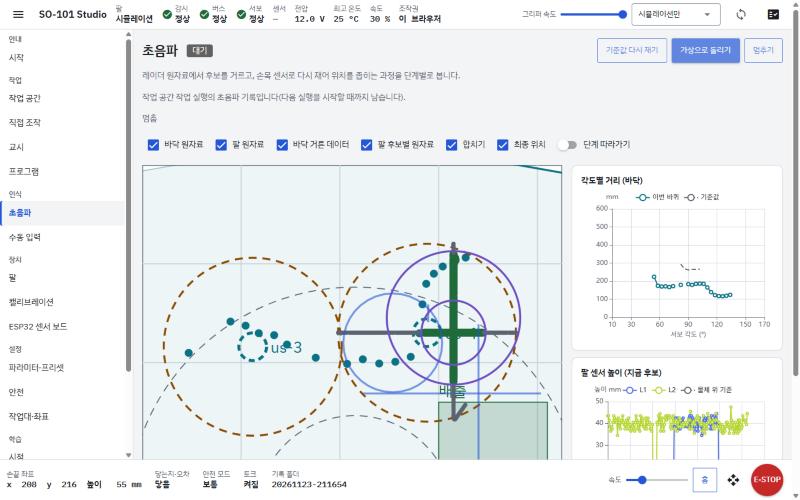 SO-101 Studio
팔
시뮬레이션
감시
정상
버스
정상
서보
정상
센서
—
전압
12.0 V
최고 온도
25 °C
속도
30 %
조작권
이 브라우저
그리퍼 속도
시뮬레이션만
안내
시작
작업
작업 공간
직접 조작
교시
프로그램
인식
초음파
수동 입력
장치
팔
캘리브레이션
ESP32 센서 보드
설정
파라미터·프리셋
안전
작업대·좌표
학습
초음파 대기
기준값 다시 재기
가상으로 돌리기
멈추기
레이더 원자료에서 후보를 거르고, 손목 센서로 다시 재어 위치를 좁히는 과정을 단계별로 봅니다.
작업 공간 작업 실행의 초음파 기록입니다(다음 실행을 시작할 때까지 남습니다).
멈춤
바닥 원자료
팔 원자료
바닥 거른 데이터
팔 후보별 원자료
합치기
최종 위치
단계 따라가기
us-3
배출
각도별 거리 (바닥)
mm
이번 바퀴
기준값
600
500
400
300
200
100
0
10 30 50 70 90 110 130 150 170
서보 각도 (°)
팔 센서 높이 (지금 후보)
높이 mm
L1
L2
물체 위 기준
50
40
30
손끝 좌표
x 200 y 216 높이 55 mm
닿는지·오차
닿음
안전 모드
보통
토크
켜짐
기록 폴더
20261123-211654
속도
홈
E-STOP